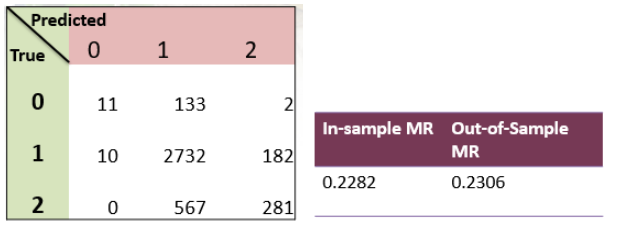 Predicted
True 0 1 2
0 11 133 2
1 10 2732 182
2 0 567 281
In-sample MR Out-of-Sample
MR
0.2282 0.2306